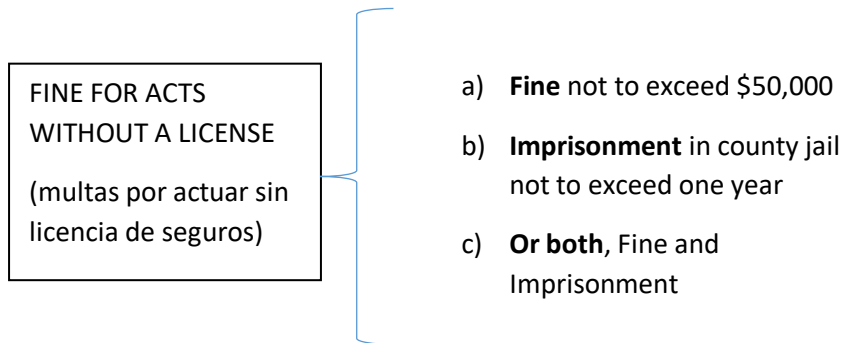 FINE FOR ACTS
WITHOUT A LICENSE
(multas por actuar sin
licencia de seguros)
a) Fine not to exceed $50,000
b) Imprisonment in county jail
not to exceed one year
c) Or both, Fine and
Imprisonment